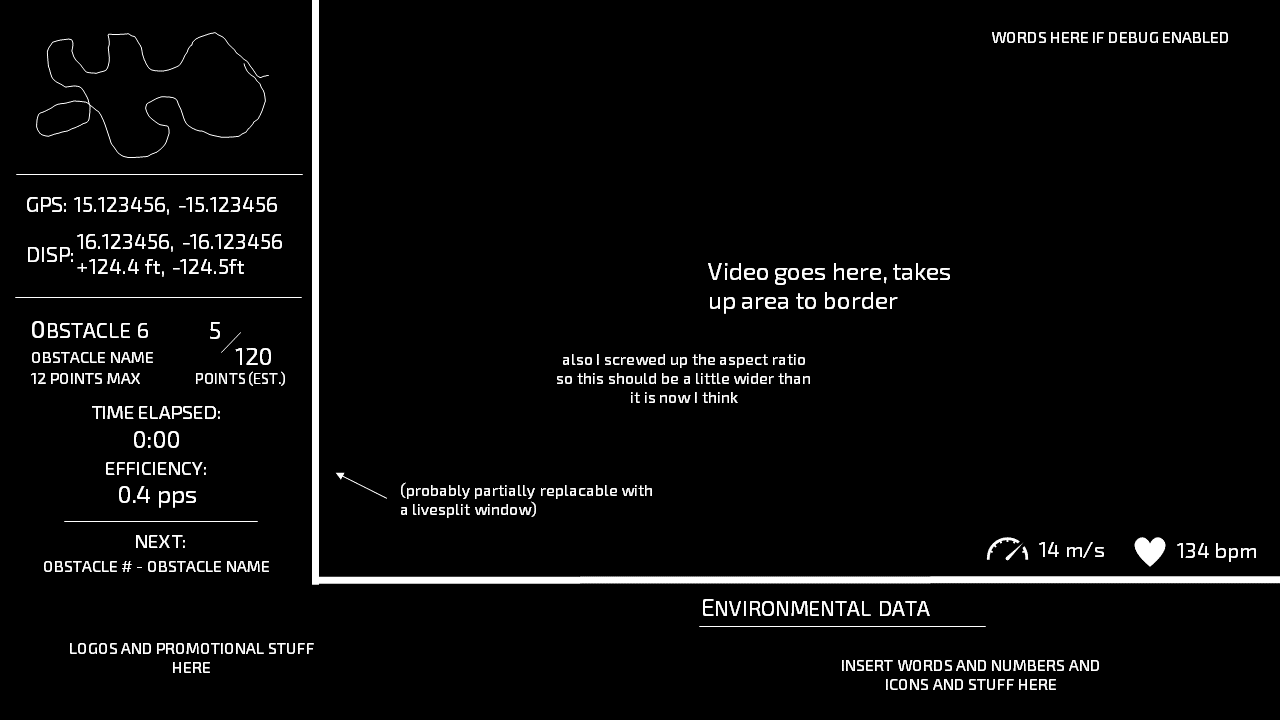 WORDS HERE IF DEBUG ENABLED
GPS: 15.123456, -15.123456
DISP: 16.123456, -16.123456
+124.4 ft, -124.5ft
OBSTACLE 6
5/120
OBSTACLE NAME
12 POINTS MAX
POINTS (EST.)
TIME ELAPSED:
0:00
EFFICIENCY:
0.4 pps
NEXT:
OBSTACLE # - OBSTACLE NAME
Video goes here, takes
up area to border
also I screwed up the aspect ratio
so this should be a little wider than
it is now I think
(probably partially replacable with
a livesplit window)
14 m/s
134 bpm
LOGOS AND PROMOTIONAL STUFF
HERE
ENVIRONMENTAL DATA
INSERT WORDS AND NUMBERS AND
ICONS AND STUFF HERE